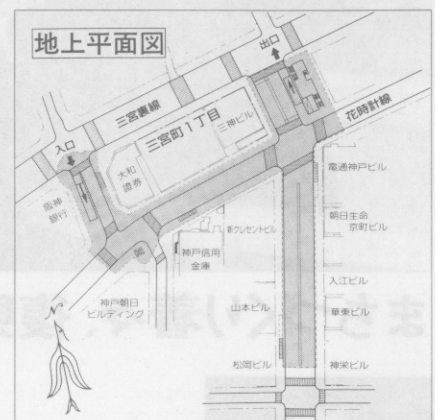 地上平面図
出口
三宮裏線
花時計線
三宮町1丁目
三神ビル
入口
大和
證券
阪神
銀行
電通神戸ビル
朝日生命
京町ビル
新クレセントビル
神戸信用
金庫
入江ビル
神戸朝日
ビルディング
山本ビル
華東ビル
松岡ビル
神栄ビル
N